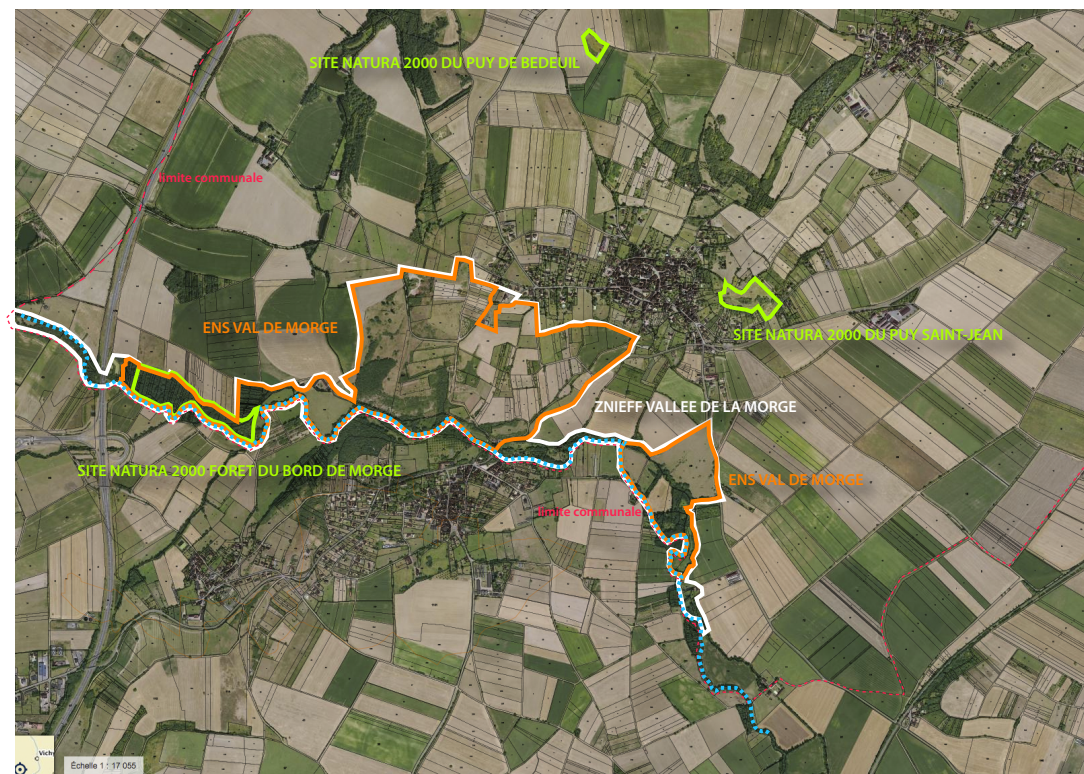 SITE NATURA 2000 DU PUY DE BEDEUIL
limite communale
ENS VAL DE MORGE
SITE NATURA 2000 DU PUY SAINT-JEAN
ZNIEFF VALLEE DE LA MORGE
SITE NATURA 2000 FORET DU BORD DE MORGE
ENS VAL DE MORGE
limite communale
Vichy
Échelle 1 : 17 055